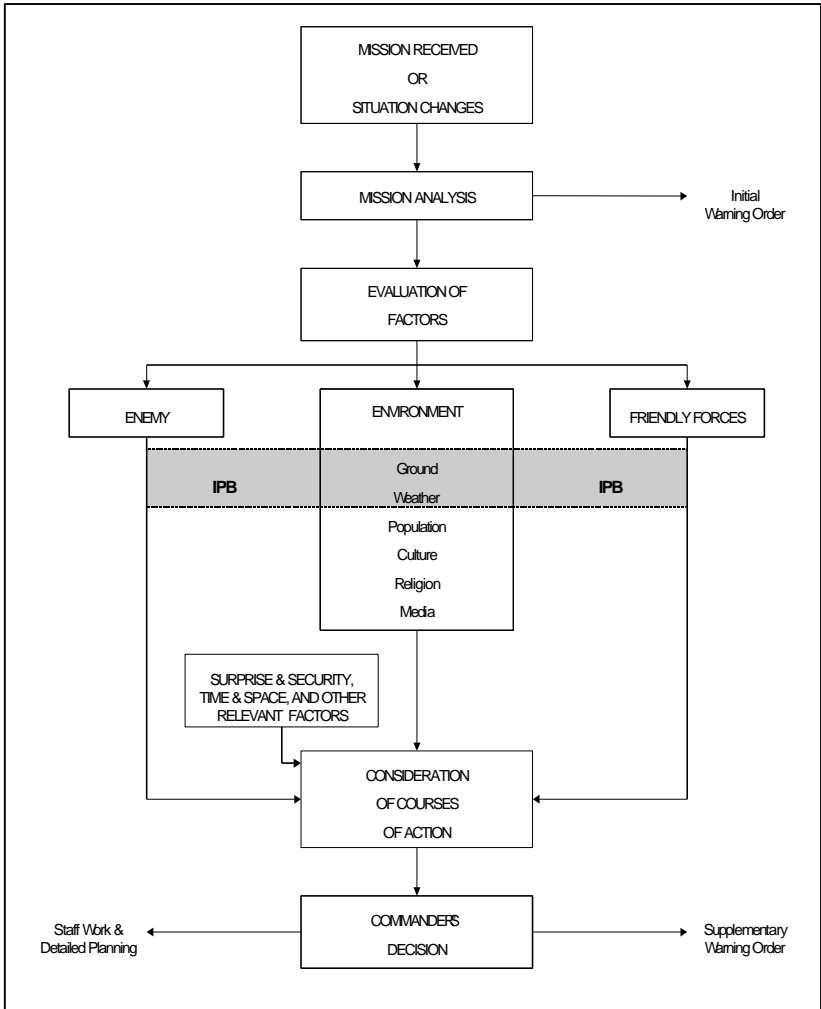 MISSION RECEIVED
OR
SITUATION CHANGES
MISSION ANALYSIS
Initial
Warning Order
EVALUATION OF
FACTORS
ENEMY
ENVIRONMENT
FRIENDLY FORCES
IPB
Ground
Weather
IPB
Population
Culture
Religion
Media
SURPRISE & SECURITY,
TIME & SPACE, AND OTHER
RELEVANT FACTORS
CONSIDERATION
OF COURSES
OF ACTION
Staff Work &
Detailed Planning
COMMANDER'S
DECISION
Supplementary
Warning Order